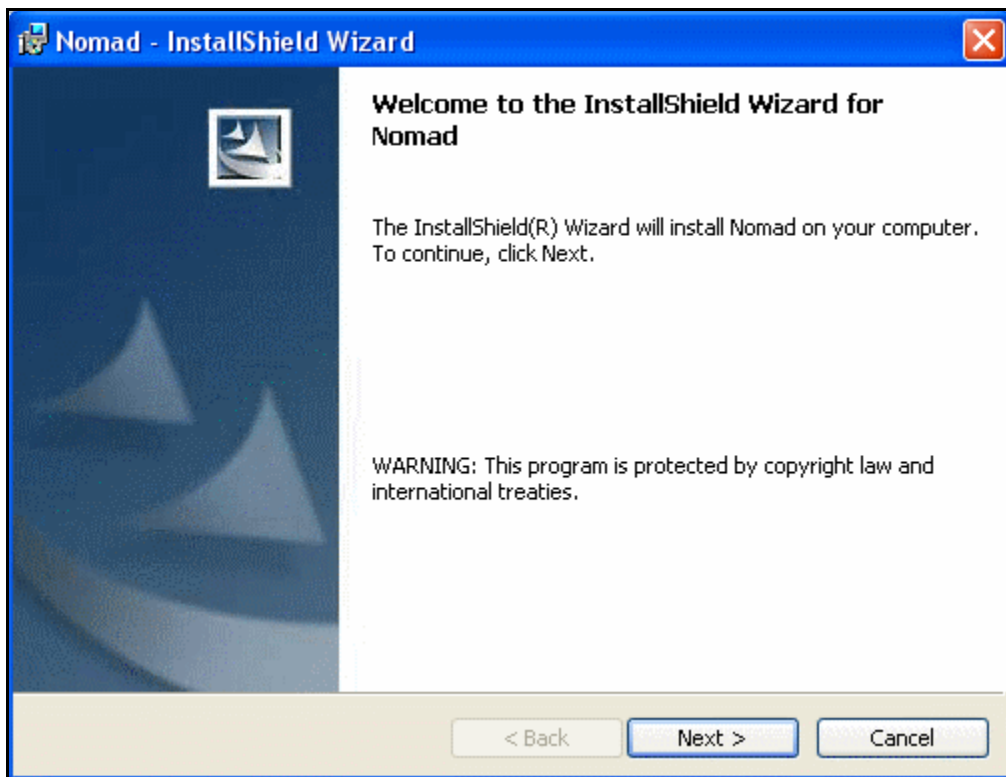 Nomad - InstallShield Wizard
Welcome to the InstallShield Wizard for
Nomad
The InstallShield(R) Wizard will install Nomad on your computer.
To continue, click Next.
WARNING: This program is protected by copyright law and
international treaties.
< Back
Next >
Cancel